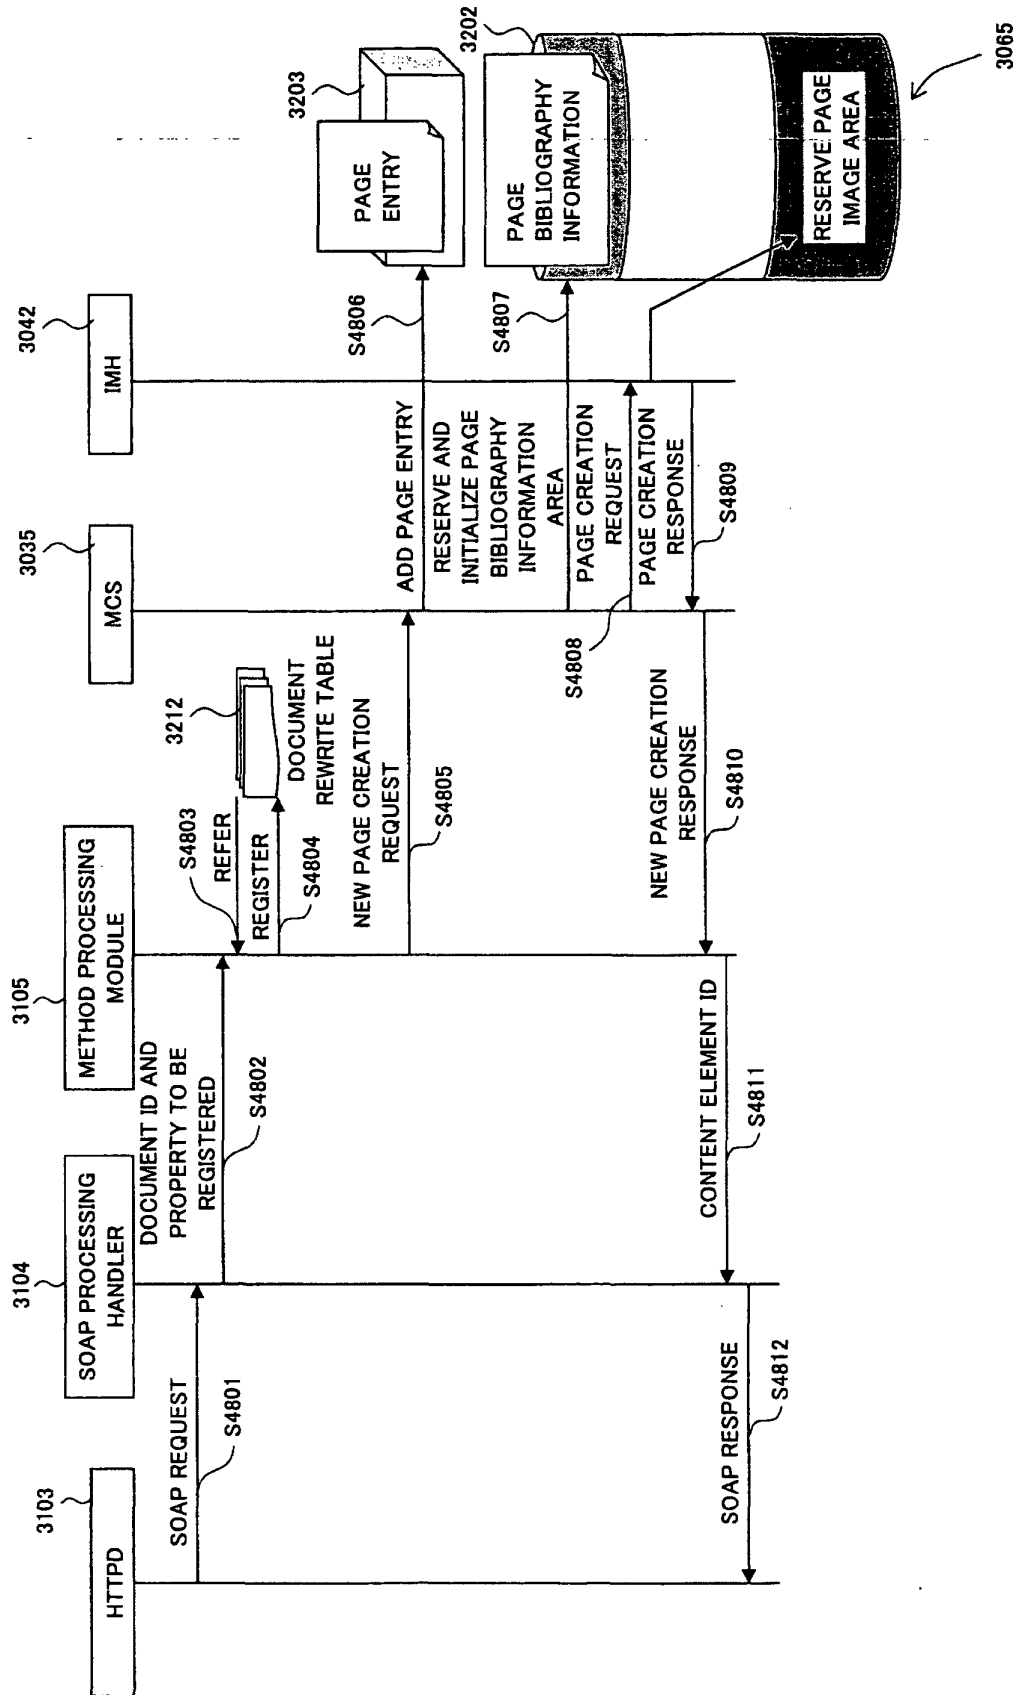 3103
HTTPD
3104
SOAP PROCESSING
HANDLER
3105
METHOD PROCESSING
MODULE
3035
MCS
3042
IMH
SOAP REQUEST
S4801
DOCUMENT ID AND
PROPERTY TO BE
REGISTERED
S4802
S4803
REFER
REGISTER
S4804
3212
DOCUMENT
REWRITE TABLE
NEW PAGE CREATION
REQUEST
S4805
ADD PAGE ENTRY
S4806
3203
PAGE
ENTRY
RESERVE AND
INITIALIZE PAGE
BIBLIOGRAPHY
INFORMATION
AREA
S4807
3202
PAGE
BIBLIOGRAPHY
INFORMATION
PAGE CREATION
REQUEST
S4808
PAGE CREATION
RESPONSE
S4809
RESERVE PAGE
IMAGE AREA
3065
NEW PAGE CREATION
RESPONSE
S4810
CONTENT ELEMENT ID
S4811
SOAP RESPONSE
S4812